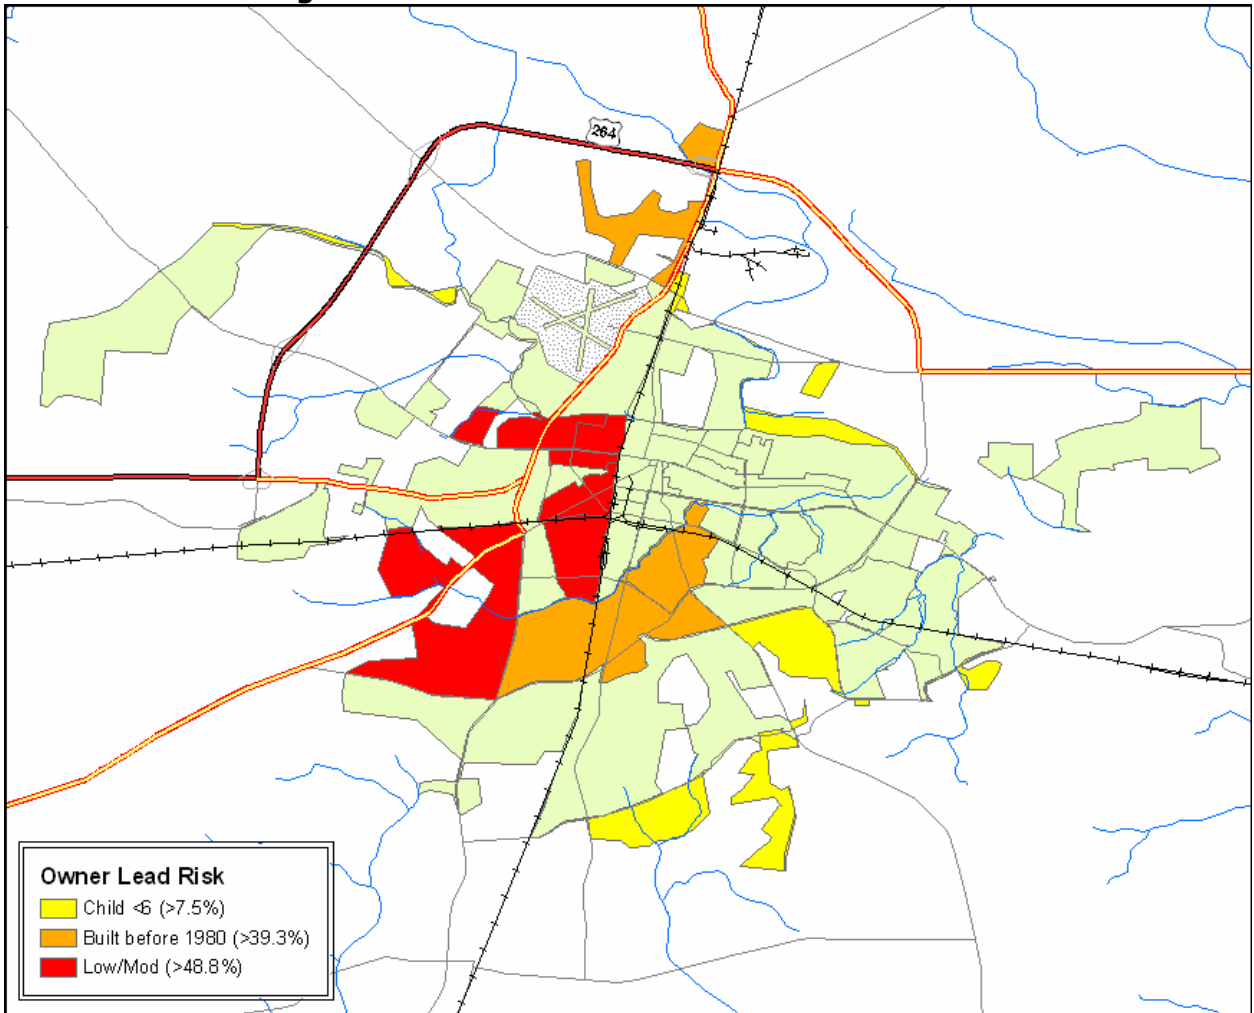 264
Owner Lead Risk
Child <6 (>7.5%)
Built before 1980 (>39.3%)
Low/Mod (>48.8%)